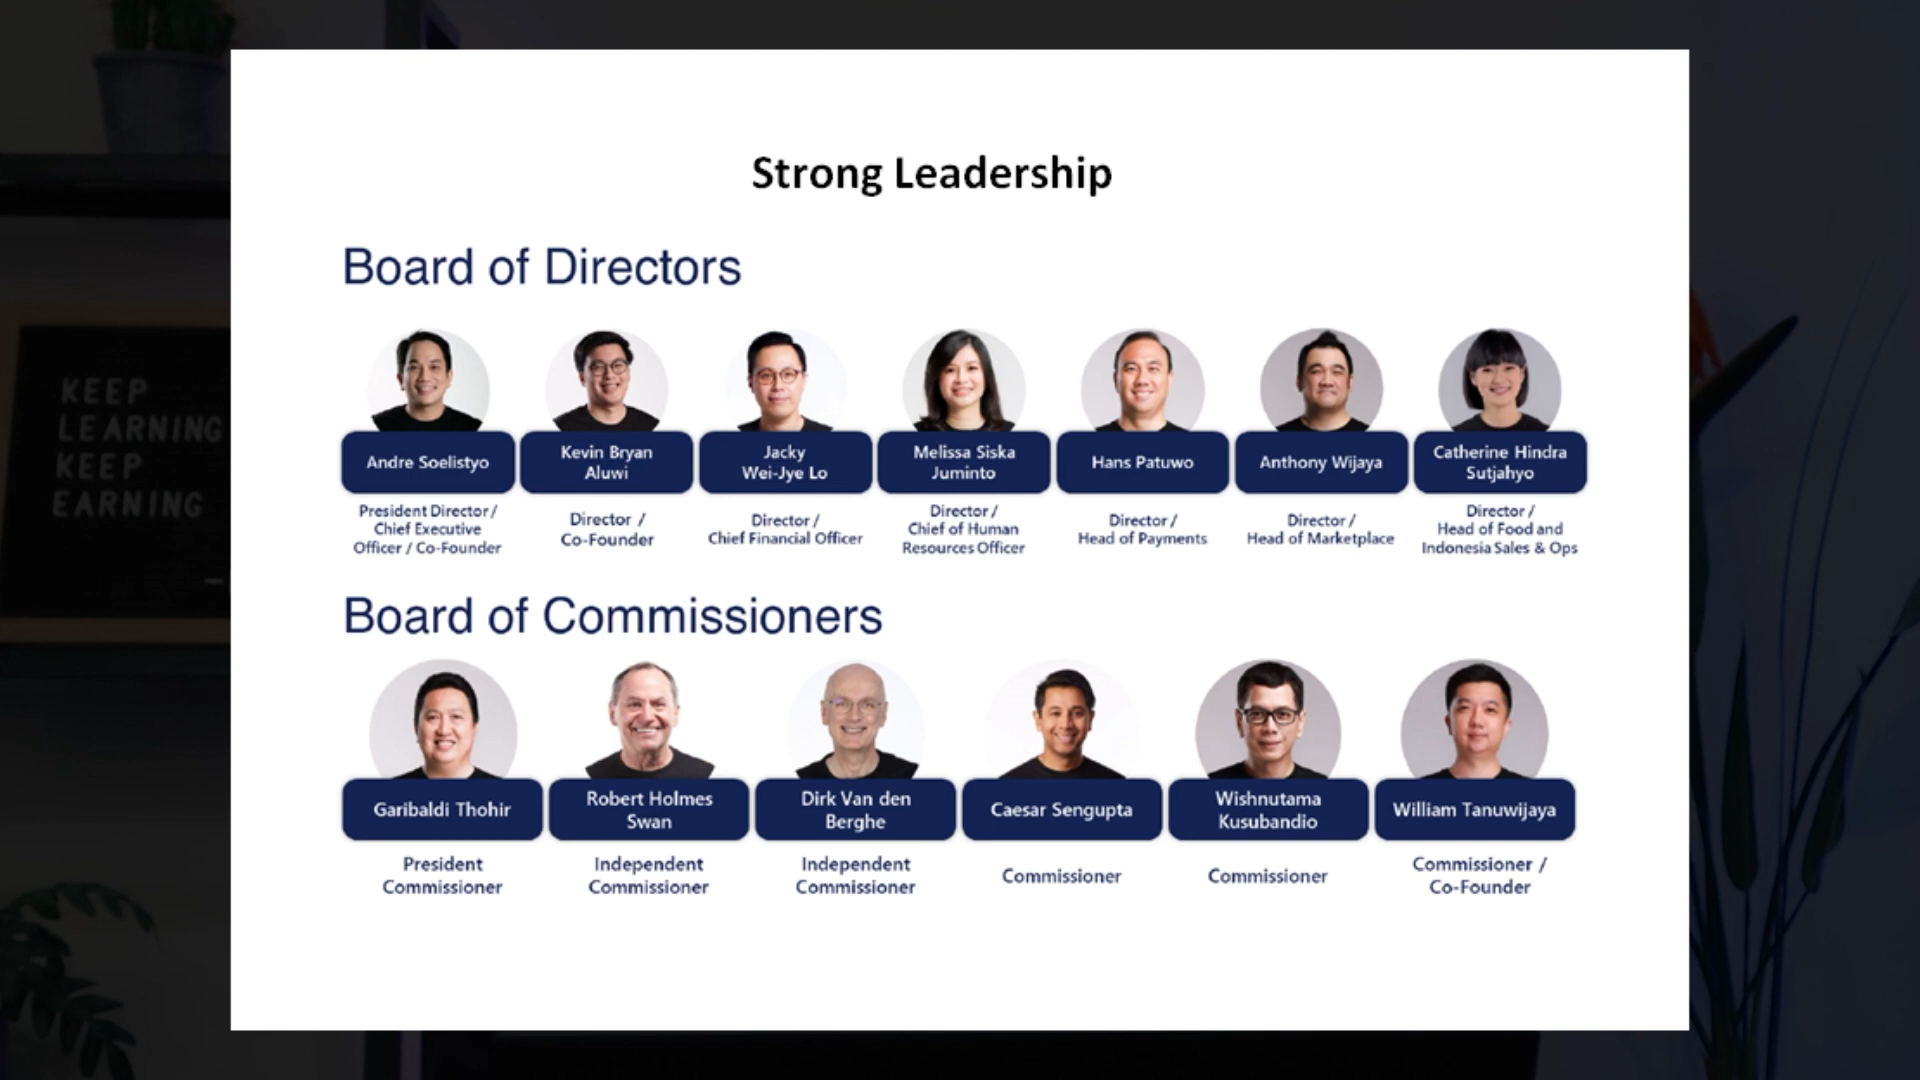 Strong Leadership
Board of Directors
Andre Soelistyo
President Director /
Chief Executive
Officer / Co-Founder
Kevin Bryan
Aluwi
Director /
Co-Founder
Jacky
Wei-Jye Lo
Director /
Chief Financial Officer
Melissa Siska
Juminto
Director /
Chief of Human
Resources Officer
Hans Patuwo
Director /
Head of Payments
Anthony Wijaya
Director /
Head of Marketplace
Catherine Hindra
Sutjahyo
Director /
Head of Food and
Indonesia Sales & Ops
Board of Commissioners
Garibaldi Thohir
President
Commissioner
Robert Holmes
Swan
Independent
Commissioner
Dirk Van den
Berghe
Independent
Commissioner
Caesar Sengupta
Commissioner
Wishnutama
Kusubandio
Commissioner
William Tanuwijaya
Commissioner /
Co-Founder
KEEP
LEARNING
KEEP
EARNING